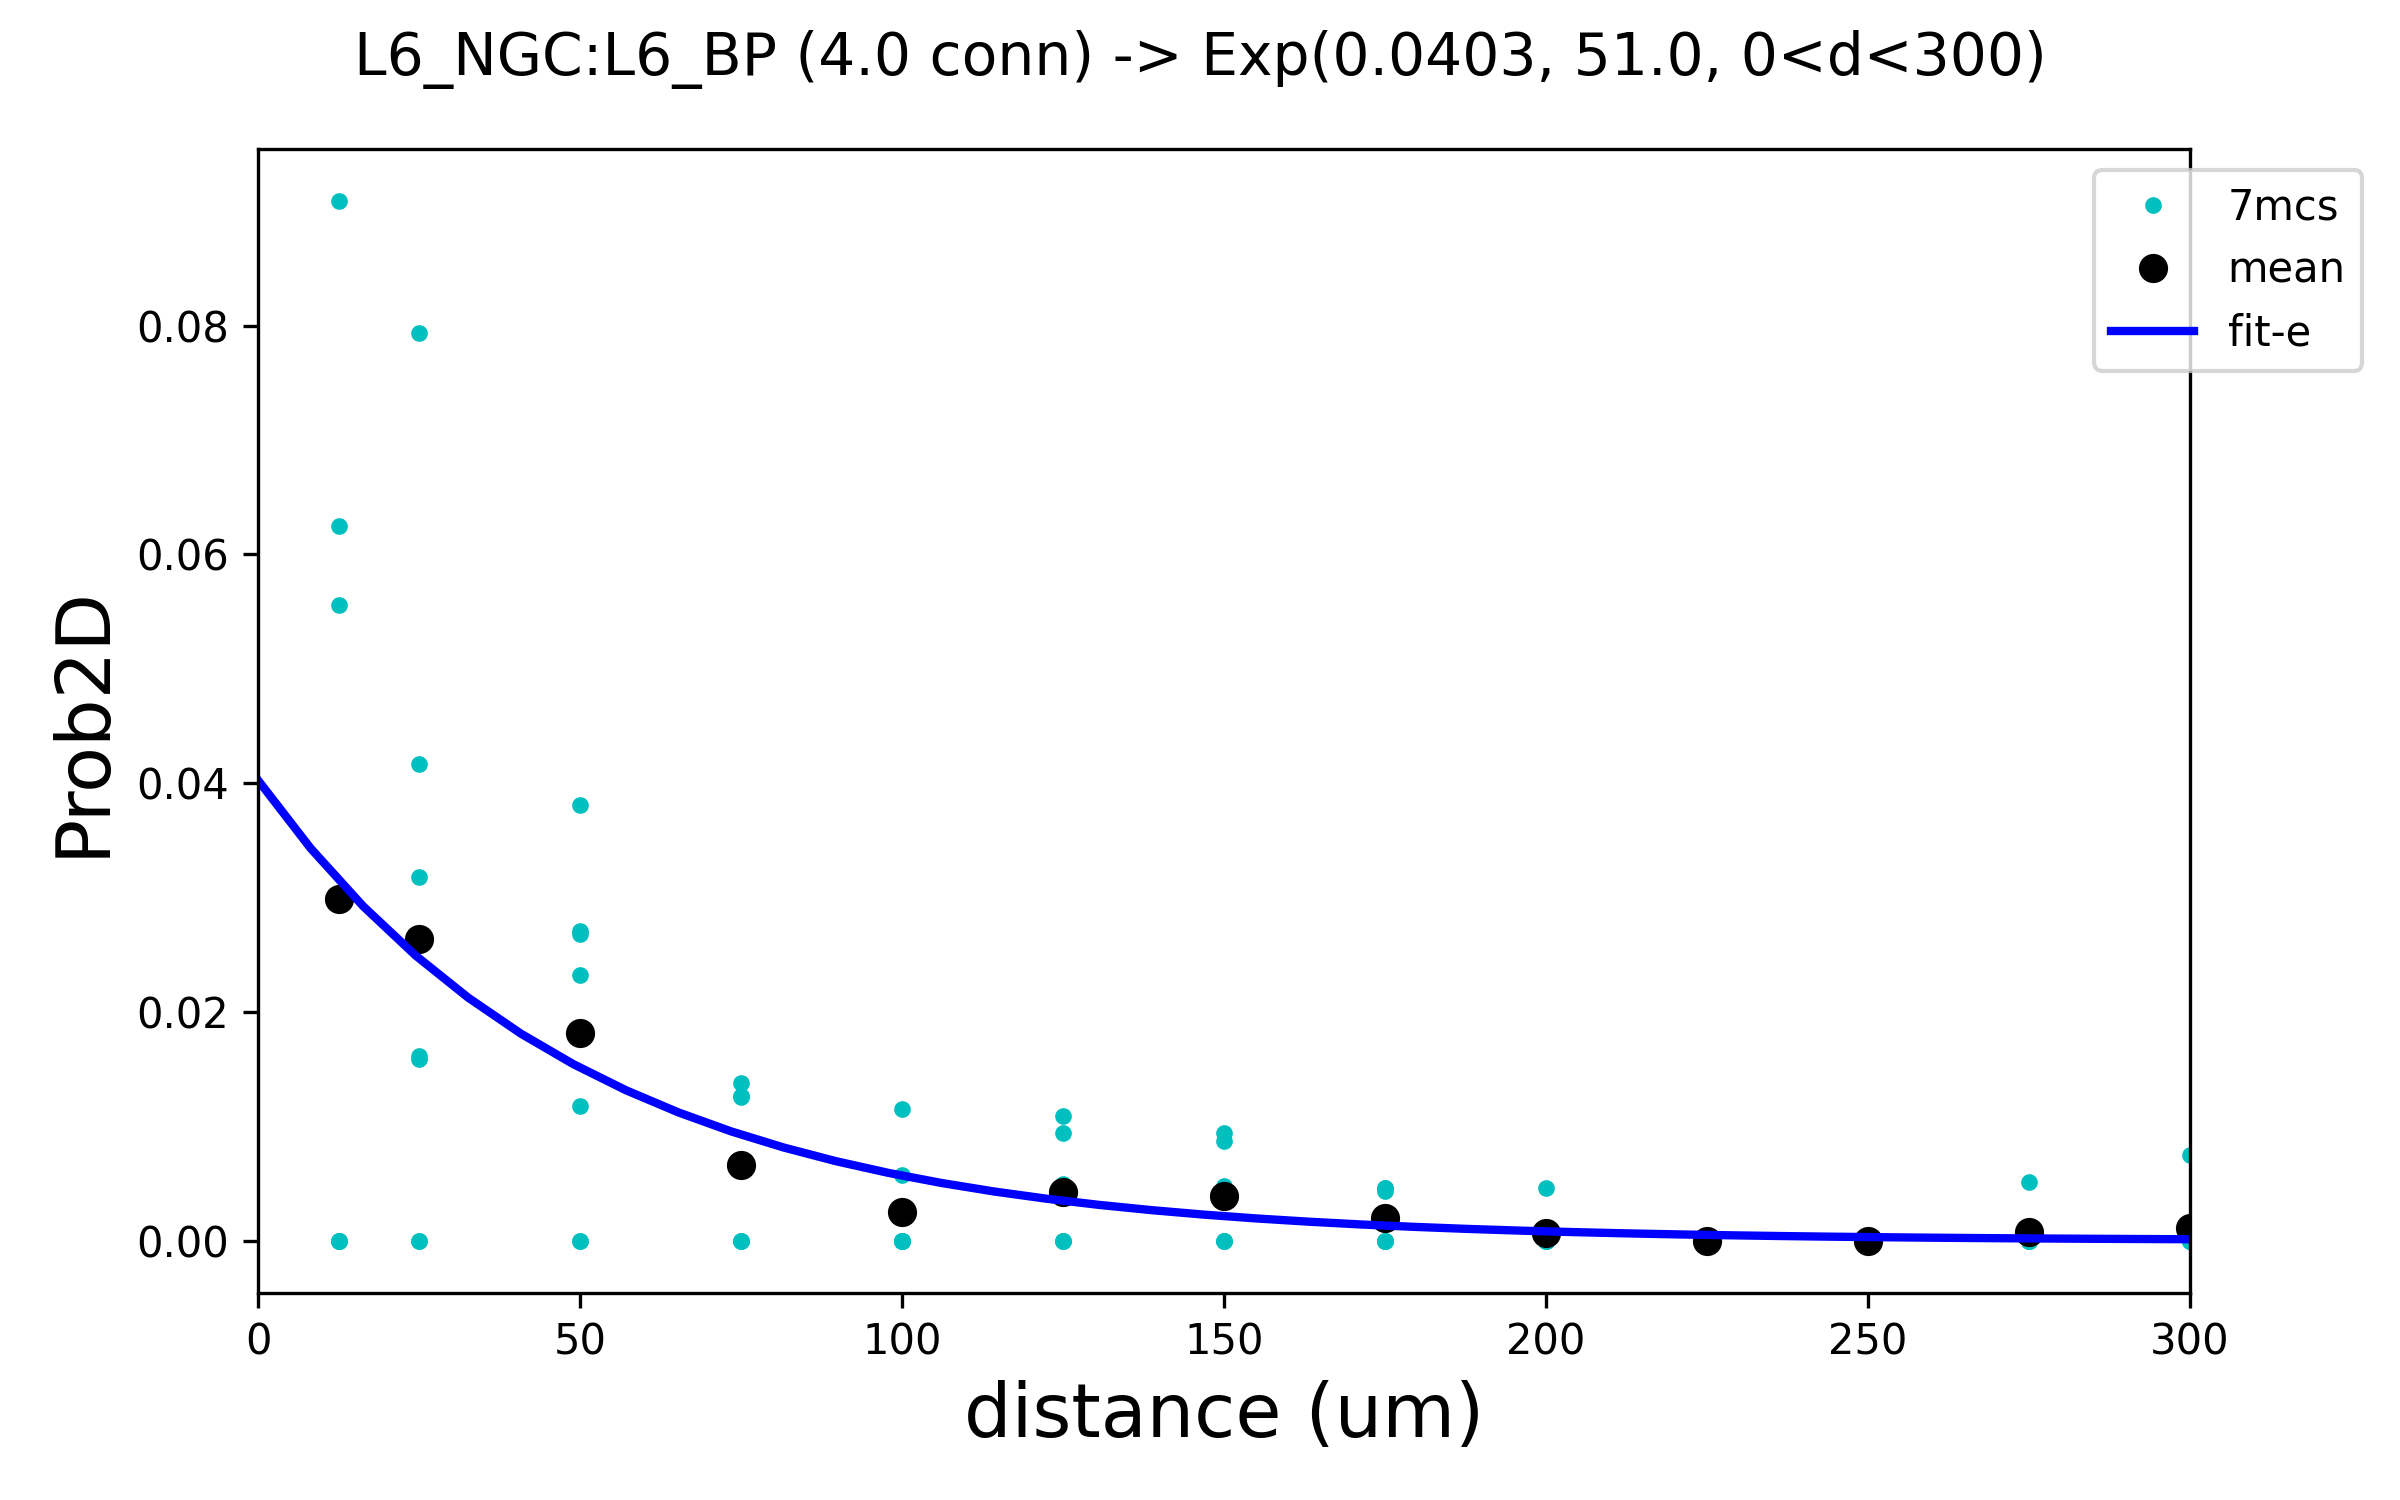 L6_NGC:L6_BP (4.0 conn) -> Exp(0.0403, 51.0, 0<d<300)
7mcs
mean
fit-e
0.08
0.06
0.04
0.02
0.00
Prob2D
0 50 100 150 200 250 300
distance (um)